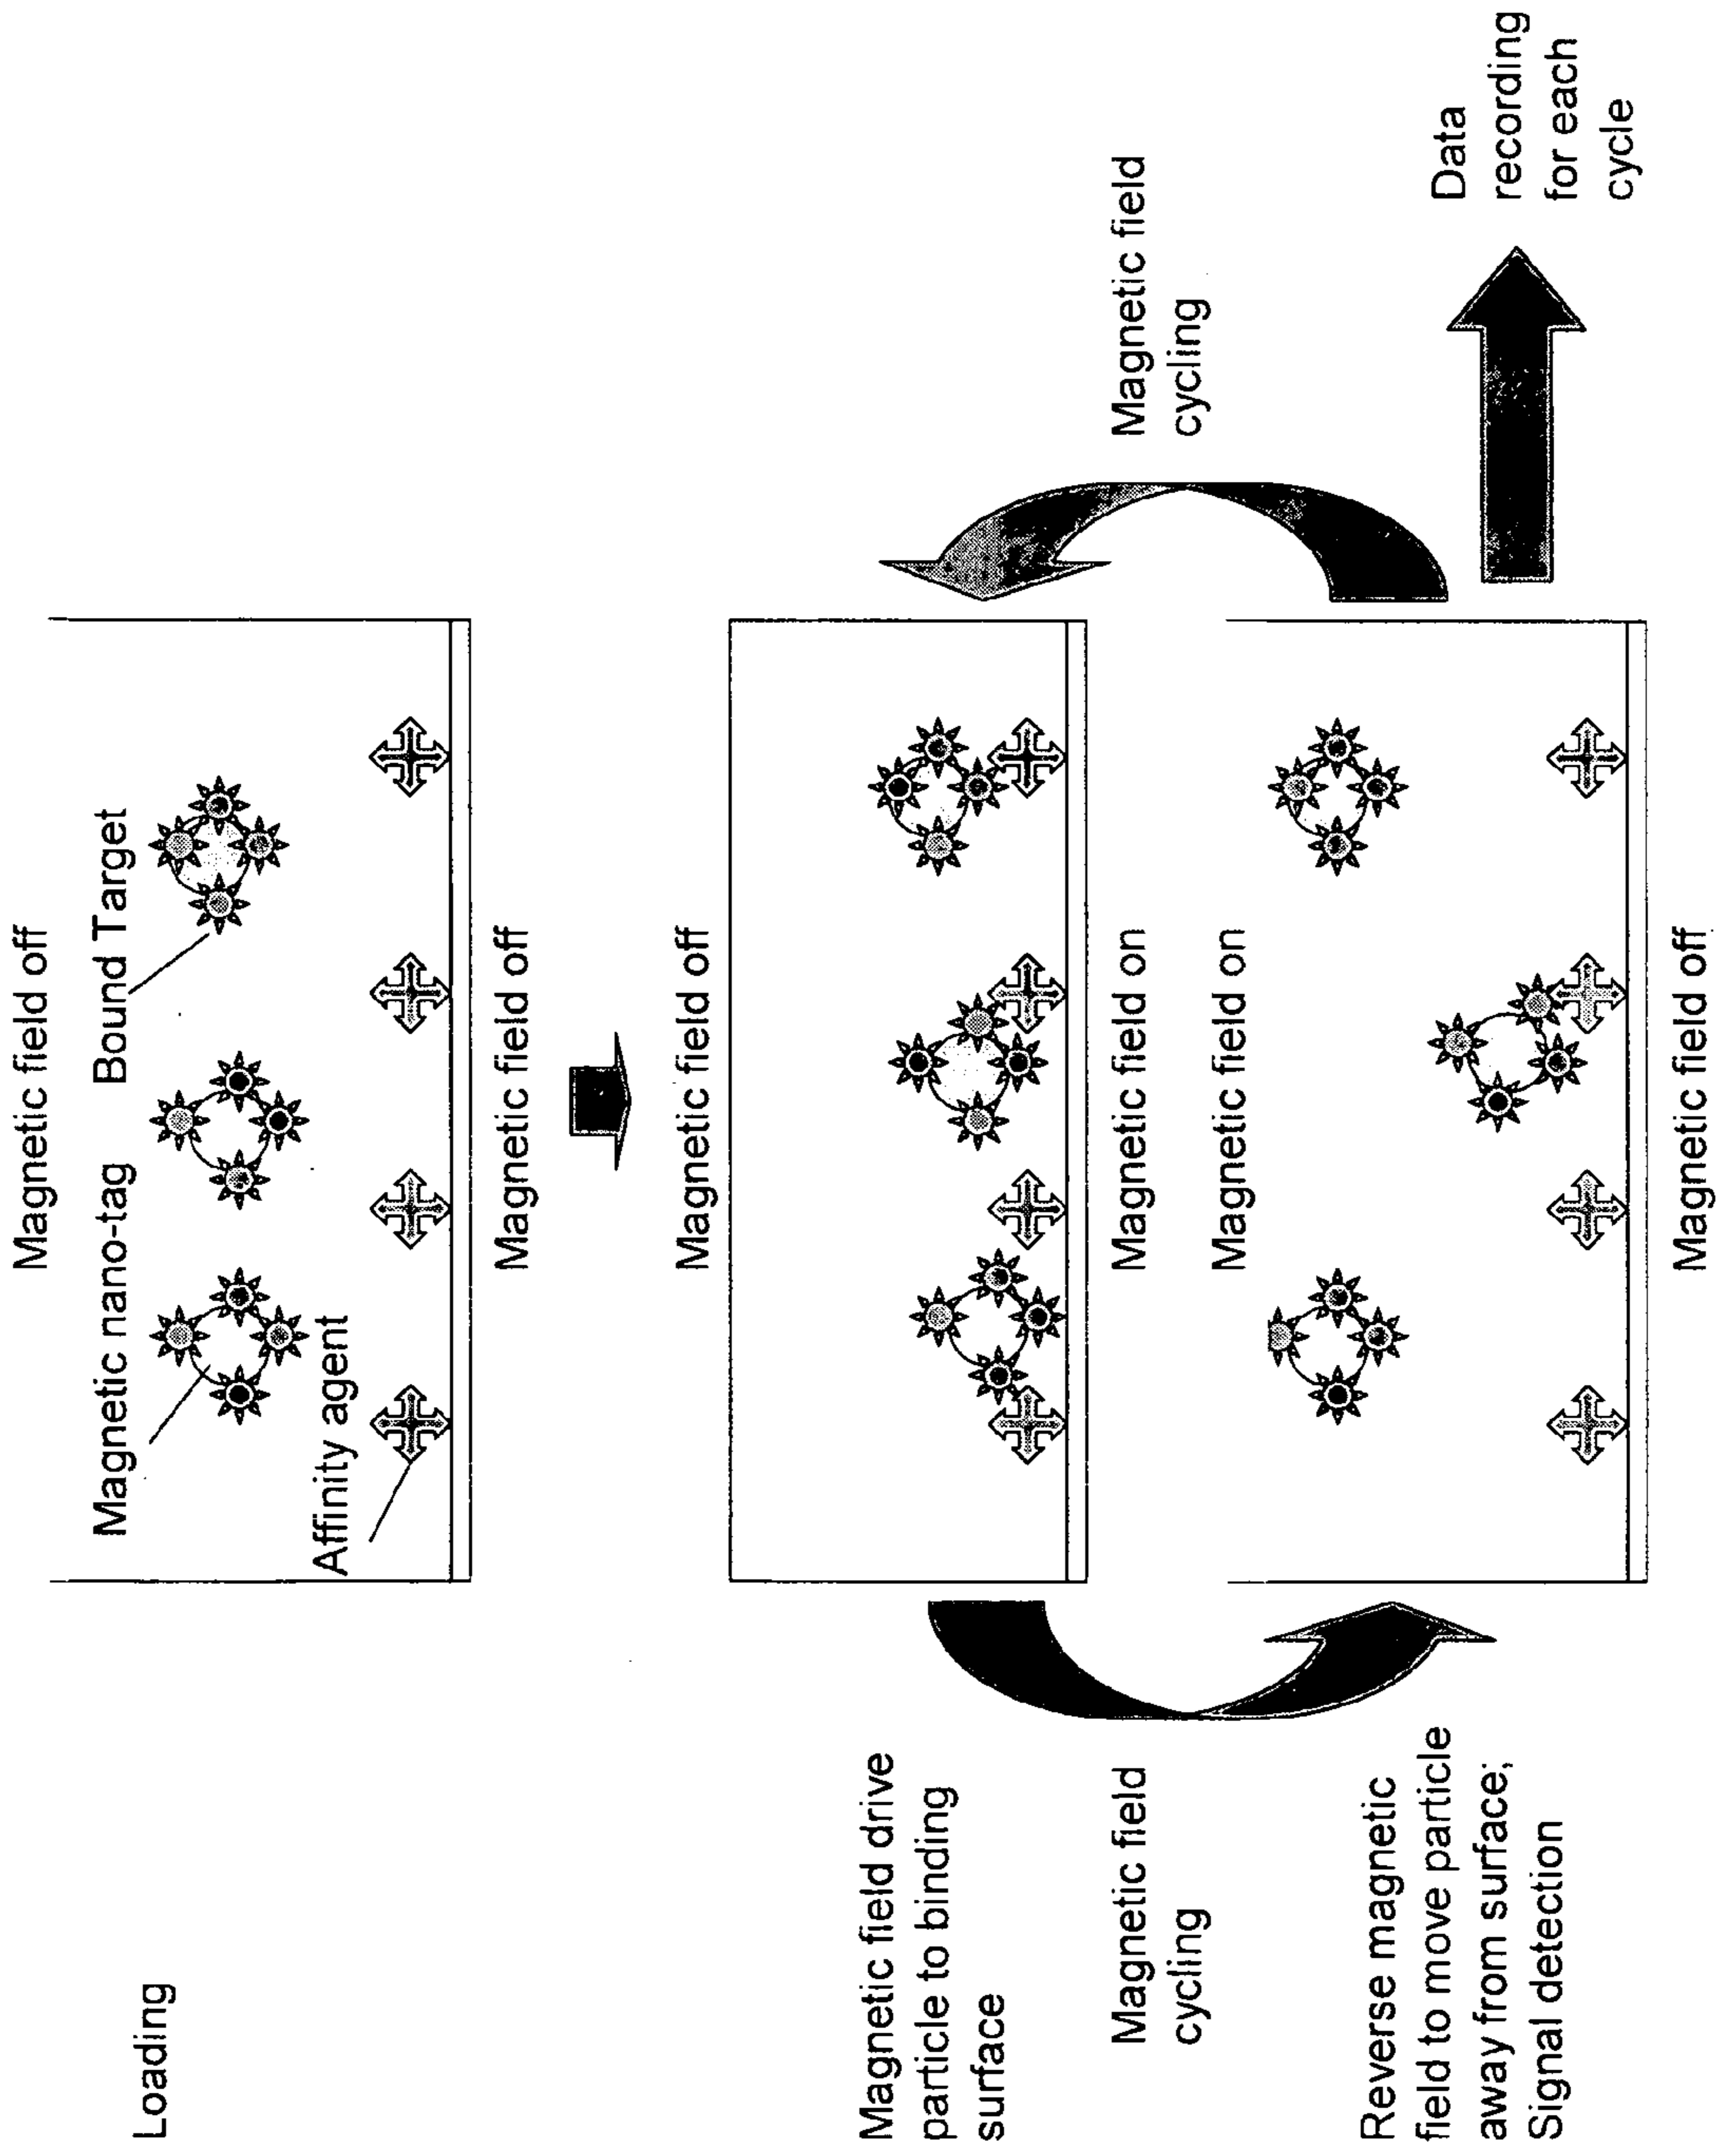 Loading
Magnetic field off
Magnetic nano-tag
Bound Target
Affinity agent
Magnetic field off
Magnetic field drive
particle to binding
surface
Magnetic field off
Magnetic field on
Magnetic field
cycling
Magnetic field
cycling
Reverse magnetic
field to move particle
away from surface;
Signal detection
Magnetic field on
Magnetic field off
Data
recording
for each
cycle